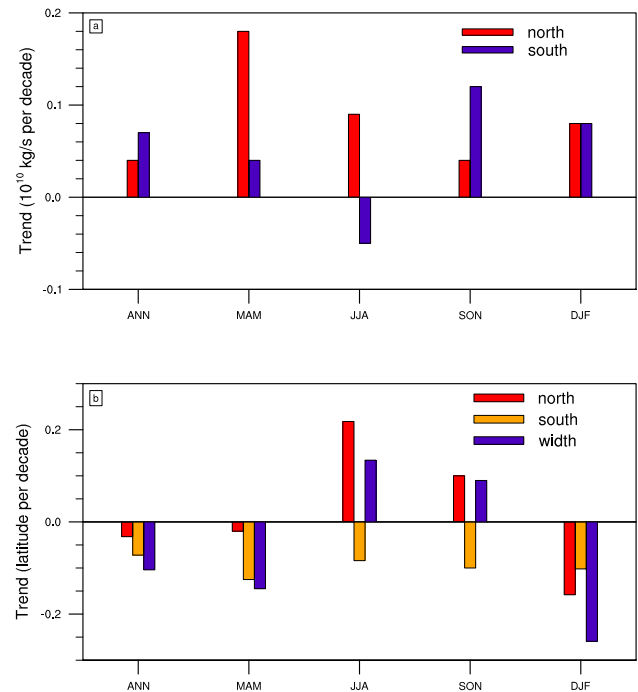 a
north
south
0.2
0.1
0.0
-0.1
Trend (10^10 kg/s per decade)
ANN MAM JJA SON DJF
b
north
south
width
0.2
0.0
-0.2
Trend (latitude per decade)
ANN MAM JJA SON DJF